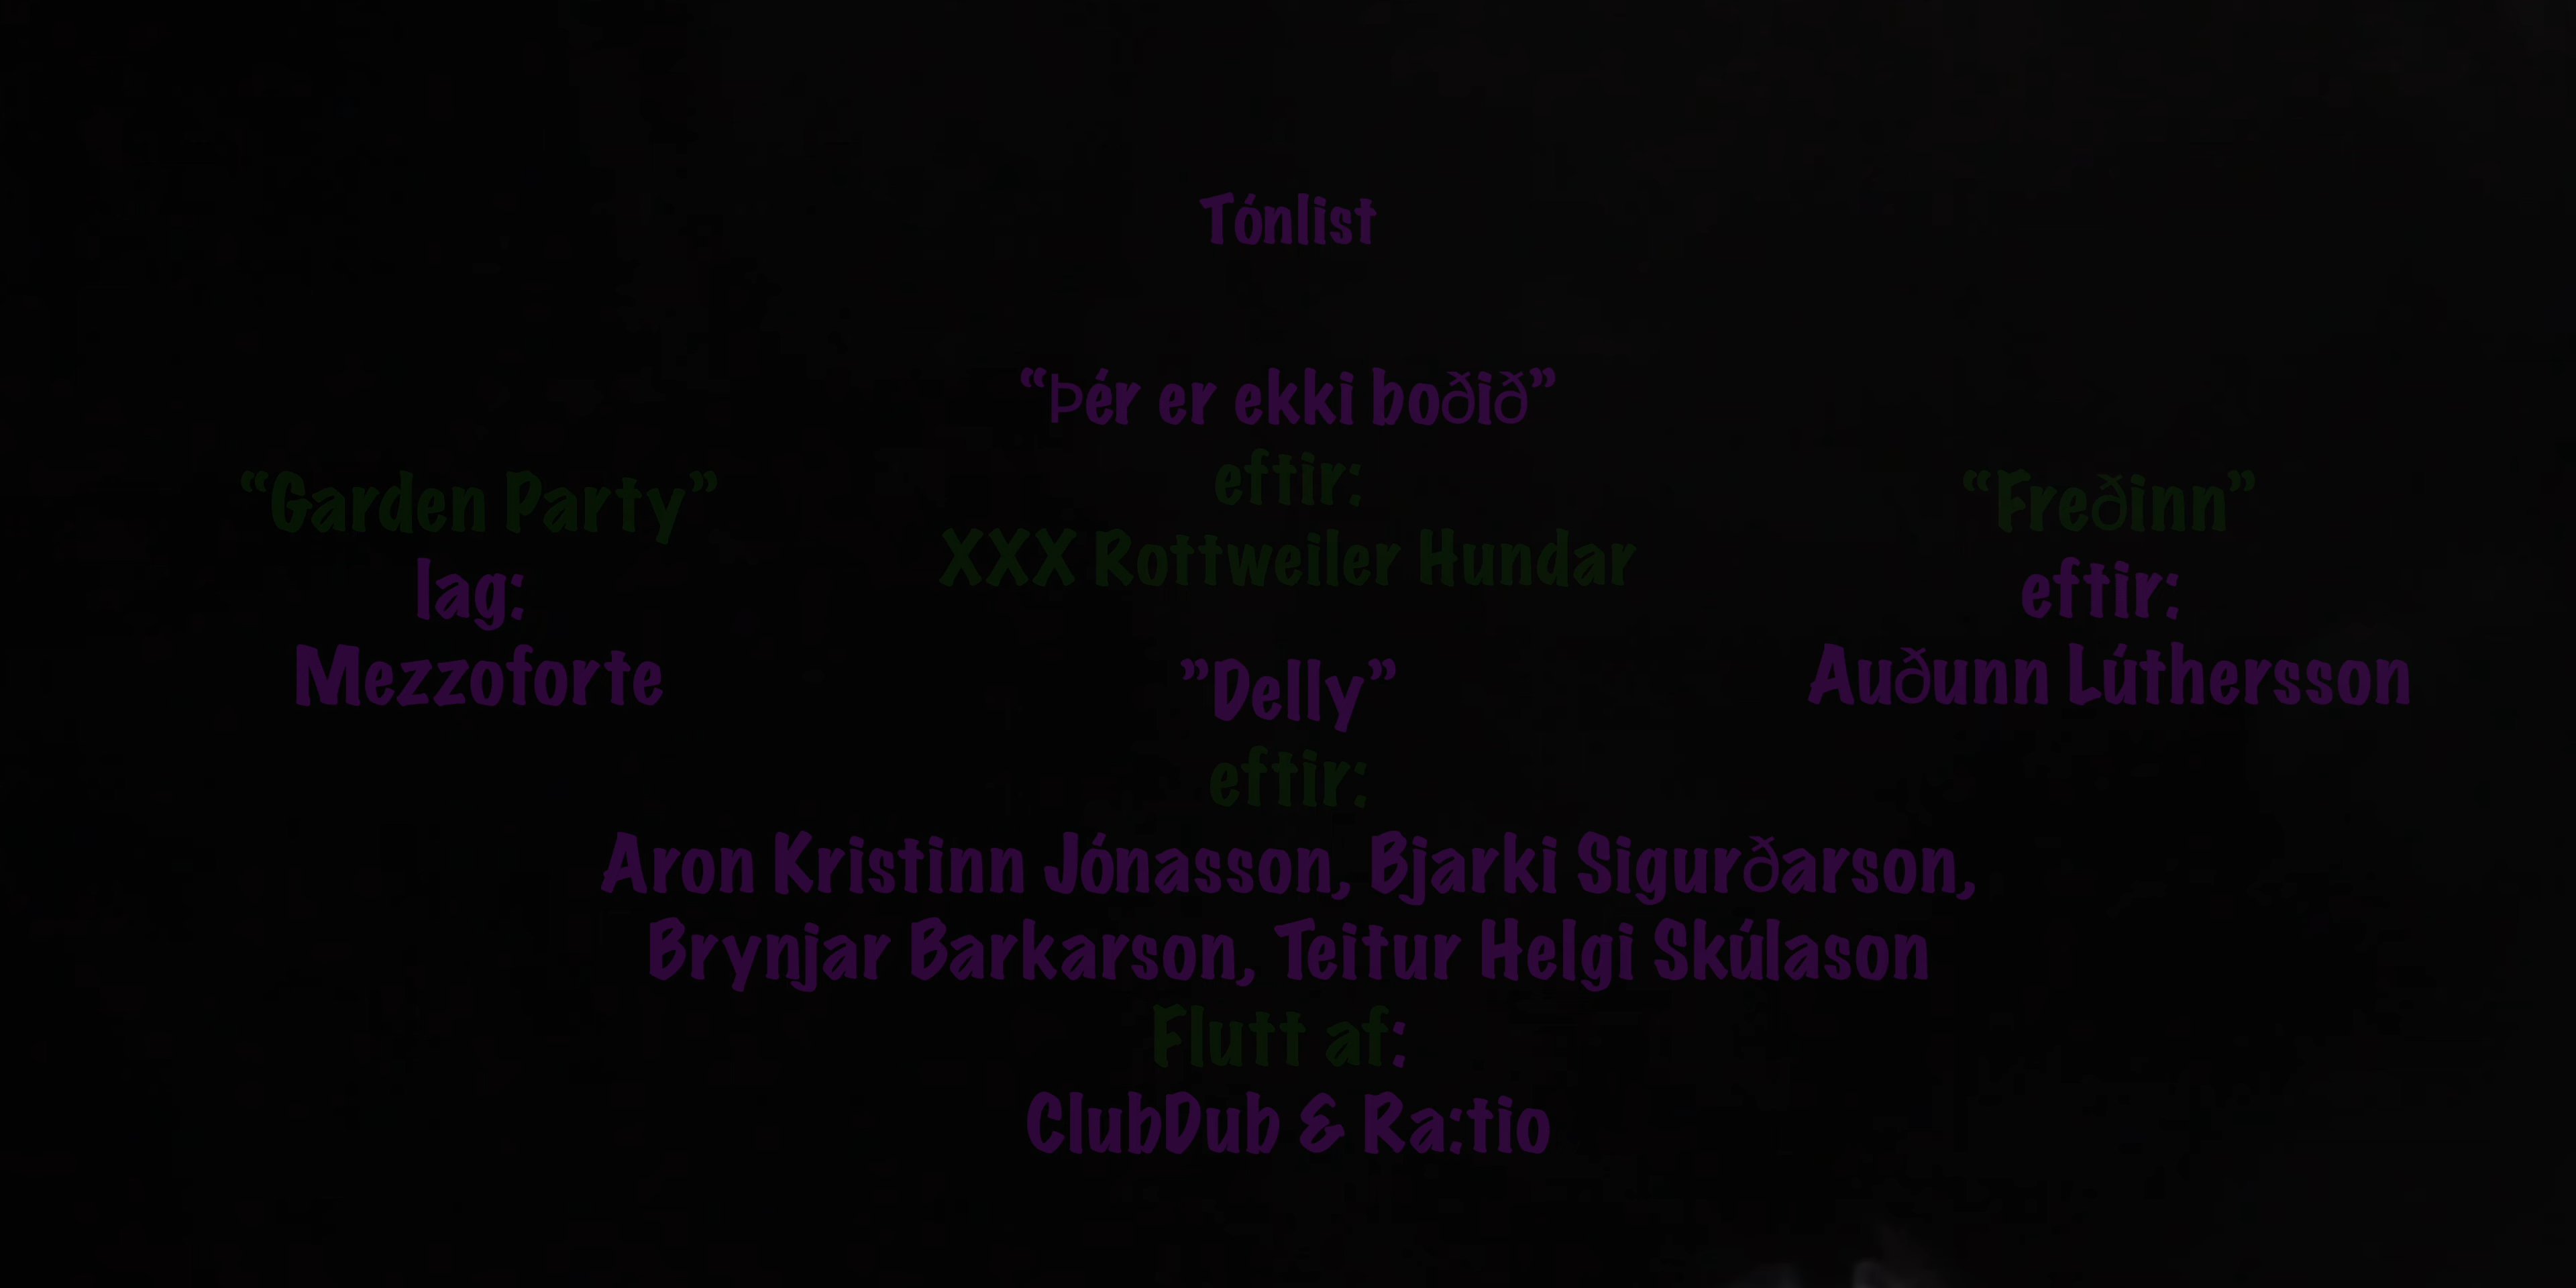 Tónlist
“Garden Party”
lag:
Mezzoforte
“Þér er ekki boðið”
eftir:
XXX Rottweiler Hundar
”Delly”
eftir:
Aron Kristinn Jónasson, Bjarki Sigurðarson,
Brynjar Barkarson, Teitur Helgi Skúlason
Flutt af:
ClubDub & Ra:tio
“Freðinn”
eftir:
Auðunn Lúthersson